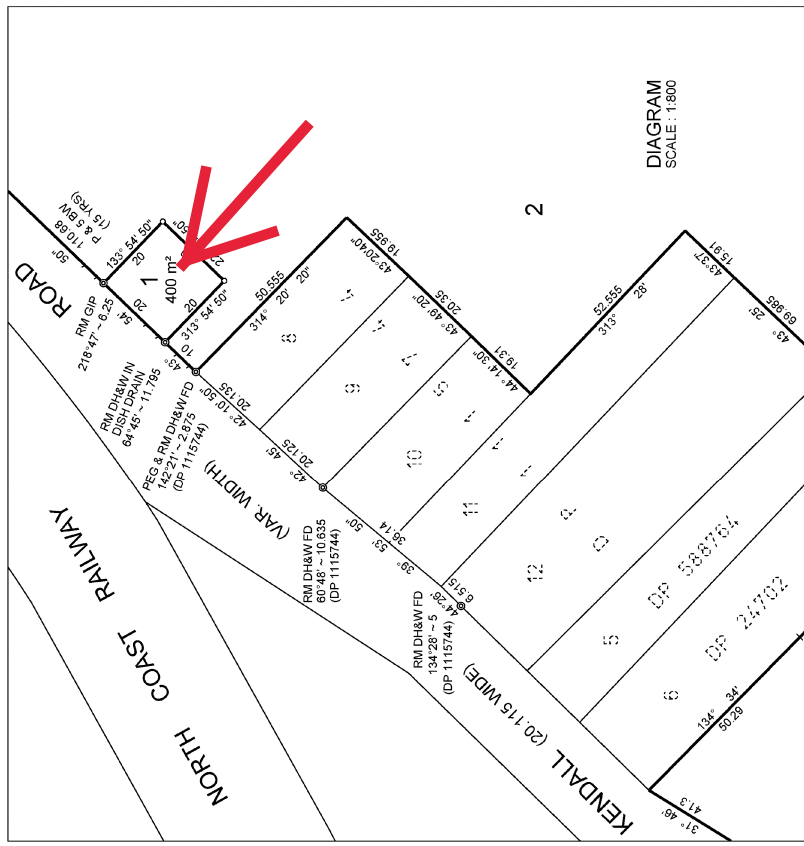 DIAGRAM
SCALE : 1:800
2
ROAD
50"
110.68
P & 5 BW
(15 YRS)
133° 54' 50"
20
1
400 m²
20
313° 54' 50"
20
54'
10
43°
RM GIP
218°47' ~ 6.25
RM DH&W IN
DISH DRAIN
64°45' ~ 11.795
PEG & RM DH&W FD
142°21' ~ 2.875
(DP 1115744)
50.555
314° 20' 20"
43°20'40"
19.955
43° 49'20"
20.35
44°14'30"
19.31
52.555
313° 28'
43°37'
15.91
25'
43°
69.985
20.135
42° 10' 50"
20.125
42° 45'
(VAR. WIDTH)
RM DH&W FD
60°48' ~ 10.635
(DP 1115744)
50"
53'
39°
36.14
6.515
44°26'
RM DH&W FD
134°28' ~ 5
(DP 1115744)
8
9
10
11
12
5
DP 588764
6
DP 24702
NORTH COAST RAILWAY
KENDALL (20.115 WIDE)
134° 34'
50.29
41.3
31° 46'